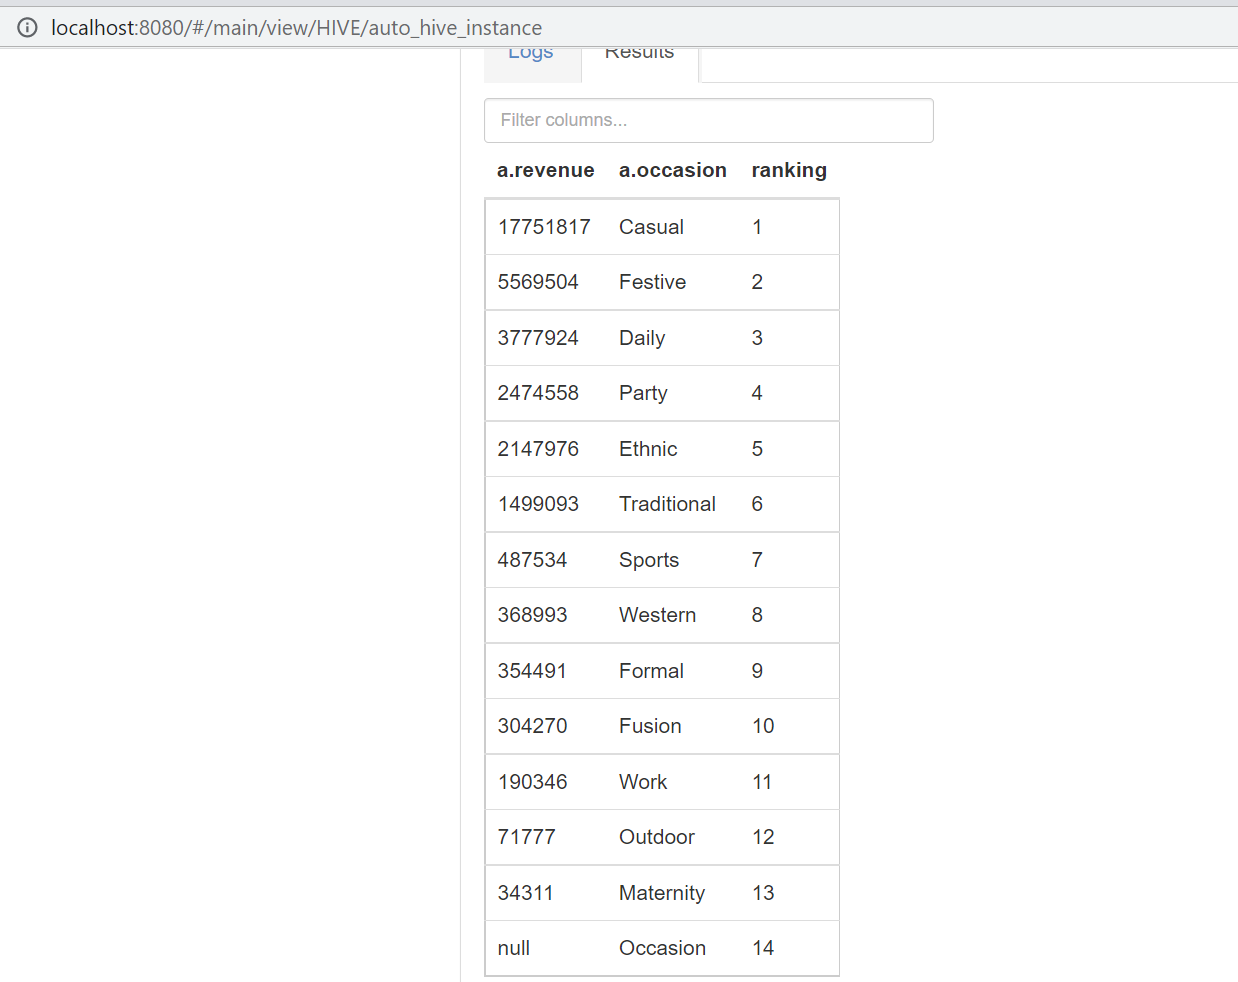 localhost:8080/#/main/view/HIVE/auto_hive_instance
Logs Results
Filter columns...
a.revenue a.occasion ranking
17751817 Casual 1
5569504 Festive 2
3777924 Daily 3
2474558 Party 4
2147976 Ethnic 5
1499093 Traditional 6
487534 Sports 7
368993 Western 8
354491 Formal 9
304270 Fusion 10
190346 Work 11
71777 Outdoor 12
34311 Maternity 13
null Occasion 14